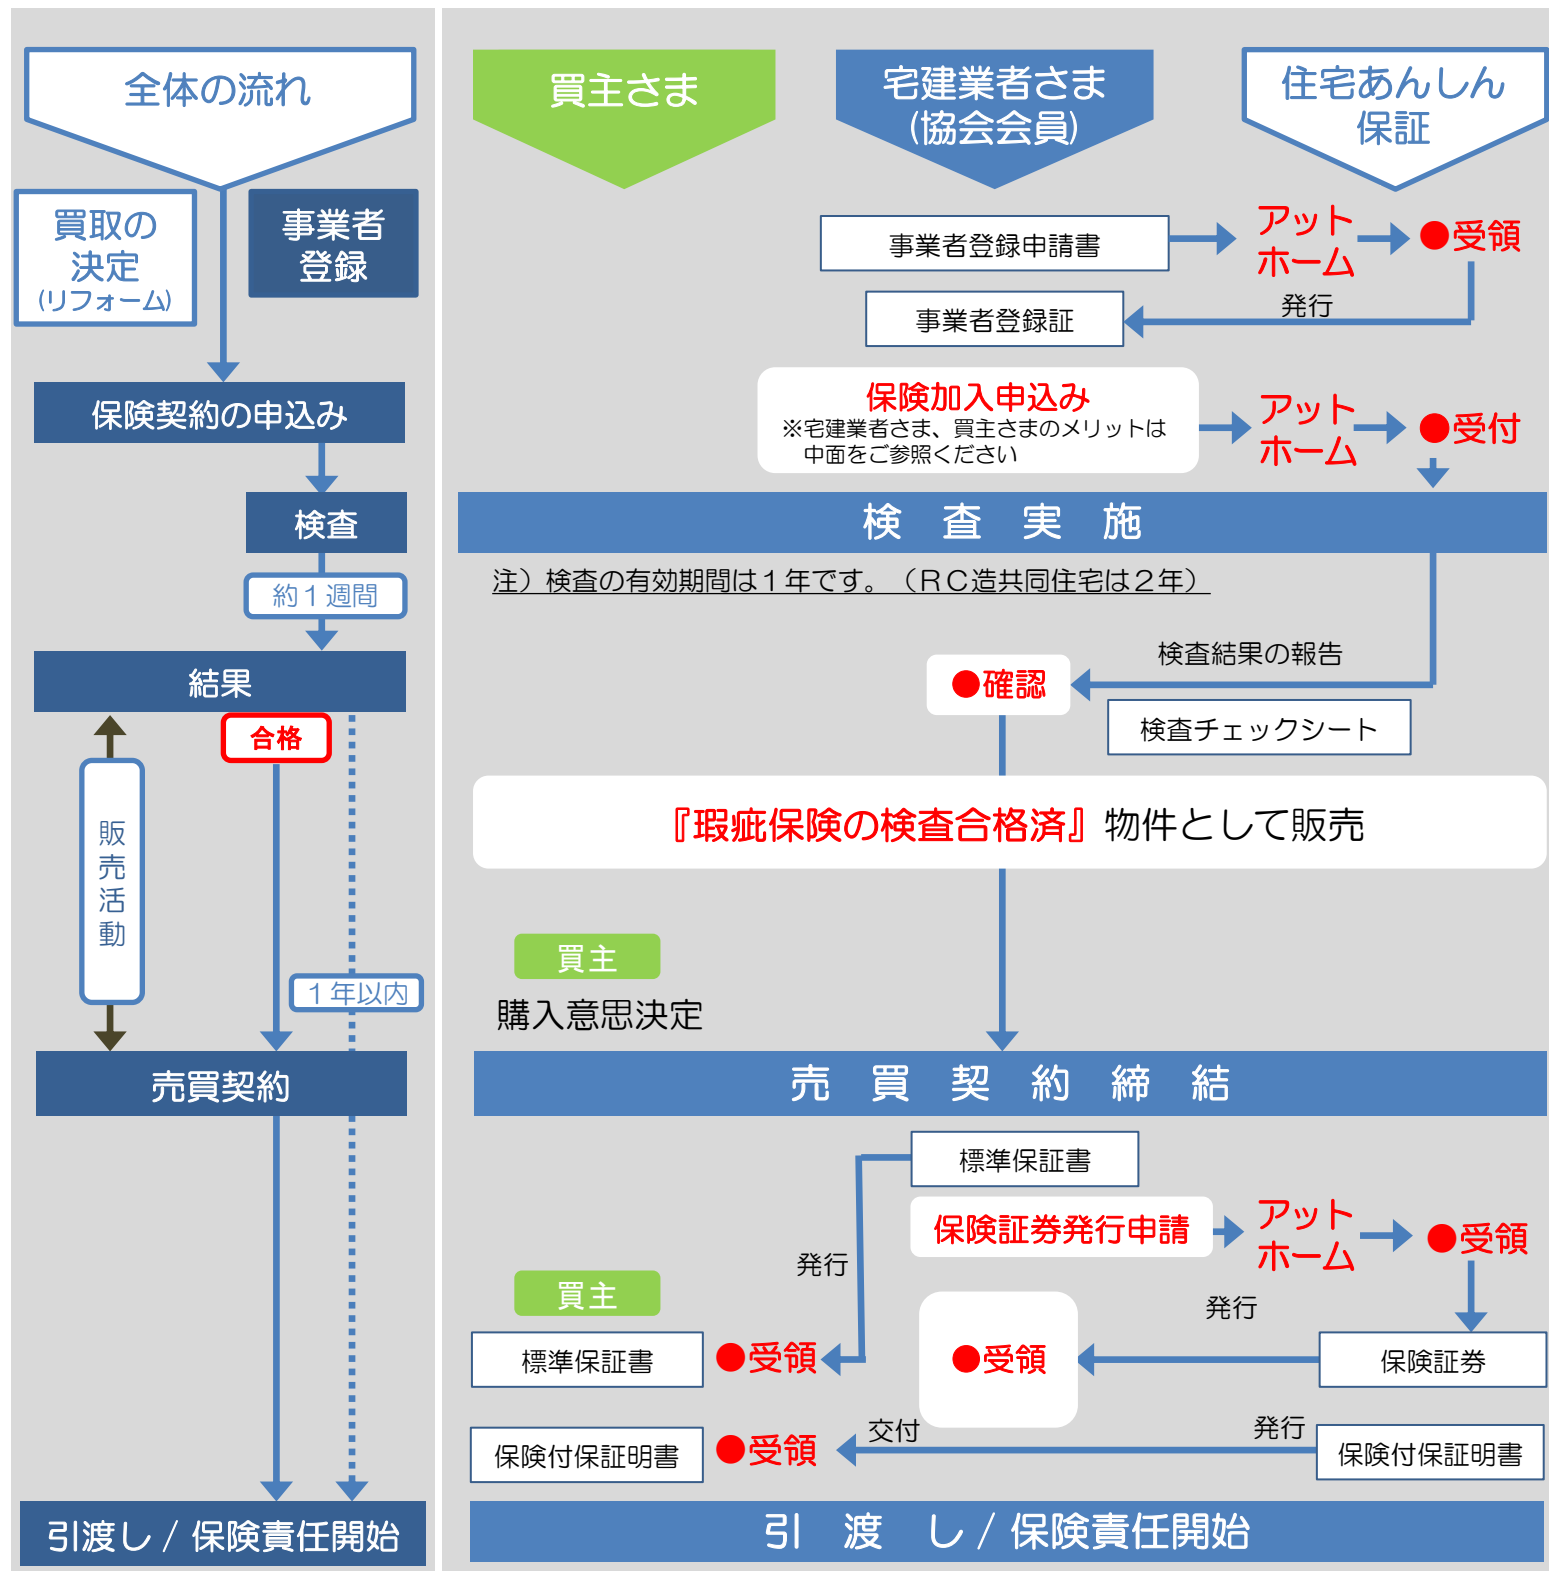 全体の流れ
買取の
決定
(リフォーム)
事業者
登録
保険契約の申込み
検査
約１週間
結果
合格
販売活動
１年以内
売買契約
引渡し / 保険責任開始
買主さま
宅建業者さま
(協会会員)
住宅あんしん
保証
事業者登録申請書
アット
ホーム
●受領
発行
事業者登録証
保険加入申込み
※宅建業者さま、買主さまのメリットは
中面をご参照ください
アット
ホーム
●受付
検 査 実 施
注）検査の有効期間は１年です。（ＲＣ造共同住宅は２年）
検査結果の報告
●確認
検査チェックシート
『瑕疵保険の検査合格済』物件として販売
買主
購入意思決定
売 買 契 約 締 結
標準保証書
保険証券発行申請
アット
ホーム
●受領
発行
買主
発行
標準保証書
●受領
●受領
保険証券
交付
発行
保険付保証明書
●受領
保険付保証明書
引 渡 し / 保険責任開始